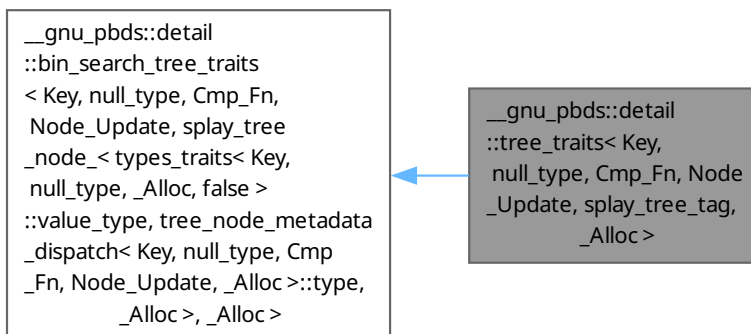 __gnu_pbds::detail
::bin_search_tree_traits
< Key, null_type, Cmp_Fn,
Node_Update, splay_tree
_node_< types_traits< Key,
null_type, _Alloc, false >
::value_type, tree_node_metadata
_dispatch< Key, null_type, Cmp
_Fn, Node_Update, _Alloc >::type,
_Alloc >, _Alloc >
__gnu_pbds::detail
::tree_traits< Key,
null_type, Cmp_Fn, Node
_Update, splay_tree_tag,
_Alloc >